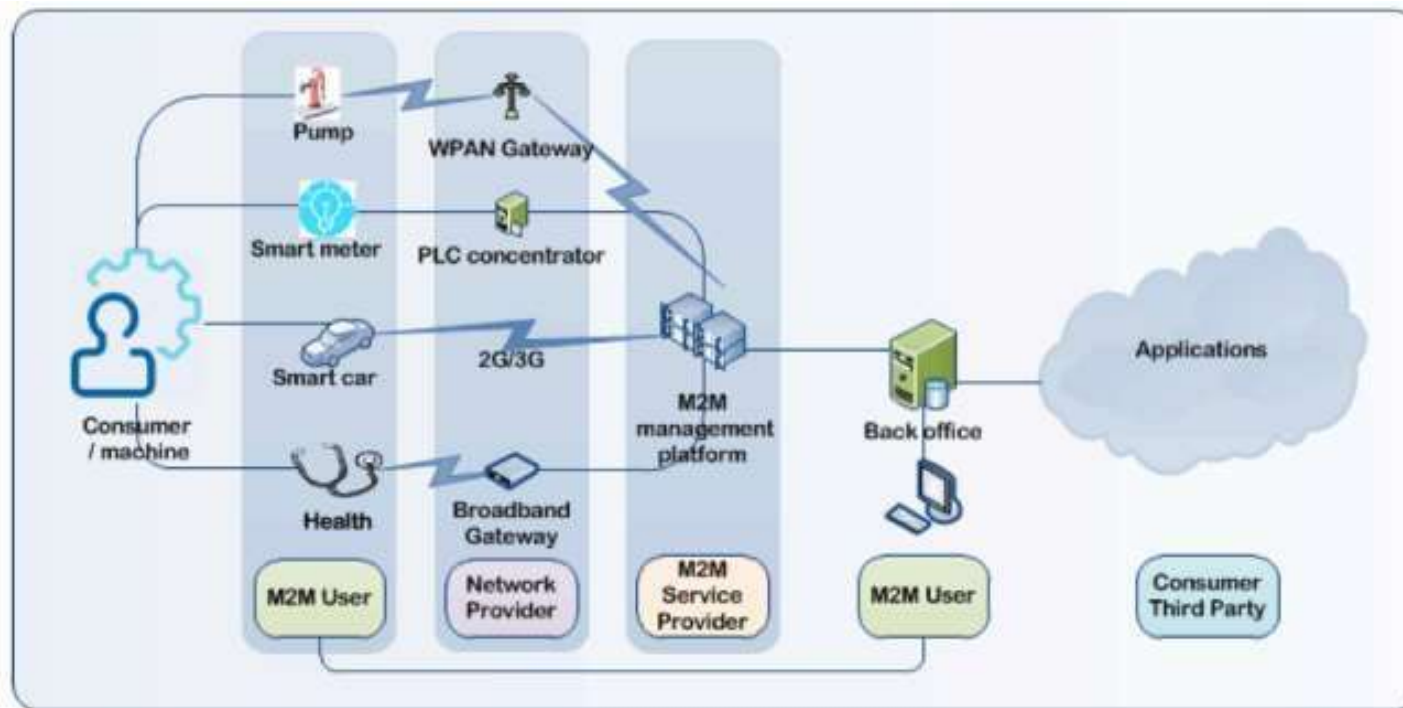 Pump
WPAN Gateway
Smart meter
PLC concentrator
Smart car
2G/3G
Consumer
/ machine
M2M
management
platform
Back office
Applications
Health
Broadband
Gateway
M2M User
Network
Provider
M2M
Service
Provider
M2M User
Consumer
Third Party